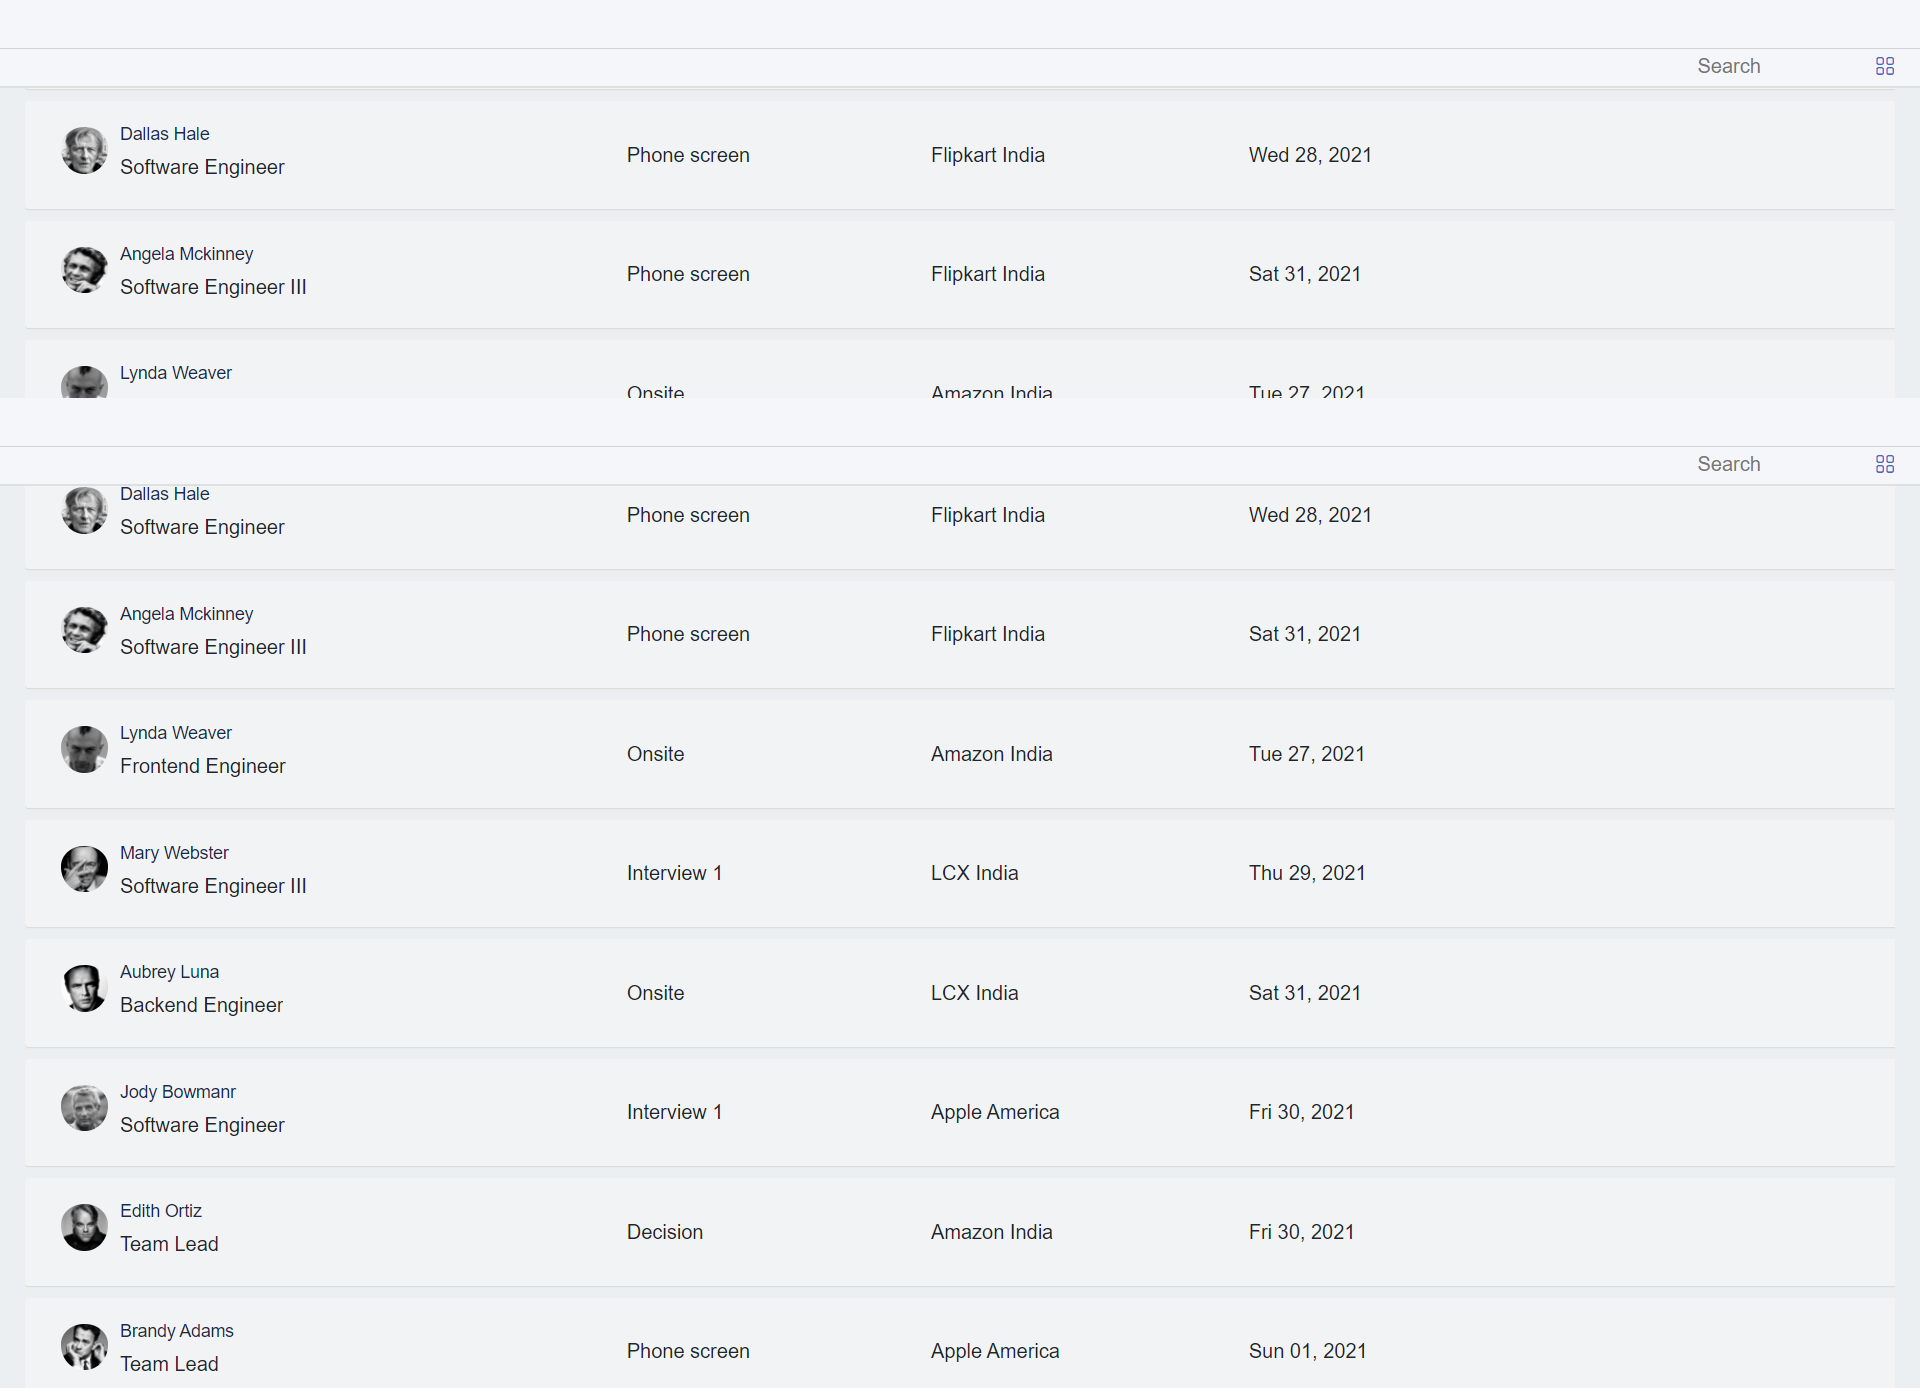 Search
Dallas Hale
Software Engineer
Phone screen
Flipkart India
Wed 28, 2021
Angela Mckinney
Software Engineer III
Phone screen
Flipkart India
Sat 31, 2021
Lynda Weaver
Onsite
Amazon India
Tue 27, 2021
Search
Dallas Hale
Software Engineer
Phone screen
Flipkart India
Wed 28, 2021
Angela Mckinney
Software Engineer III
Phone screen
Flipkart India
Sat 31, 2021
Lynda Weaver
Frontend Engineer
Onsite
Amazon India
Tue 27, 2021
Mary Webster
Software Engineer III
Interview 1
LCX India
Thu 29, 2021
Aubrey Luna
Backend Engineer
Onsite
LCX India
Sat 31, 2021
Jody Bowmanr
Software Engineer
Interview 1
Apple America
Fri 30, 2021
Edith Ortiz
Team Lead
Decision
Amazon India
Fri 30, 2021
Brandy Adams
Team Lead
Phone screen
Apple America
Sun 01, 2021